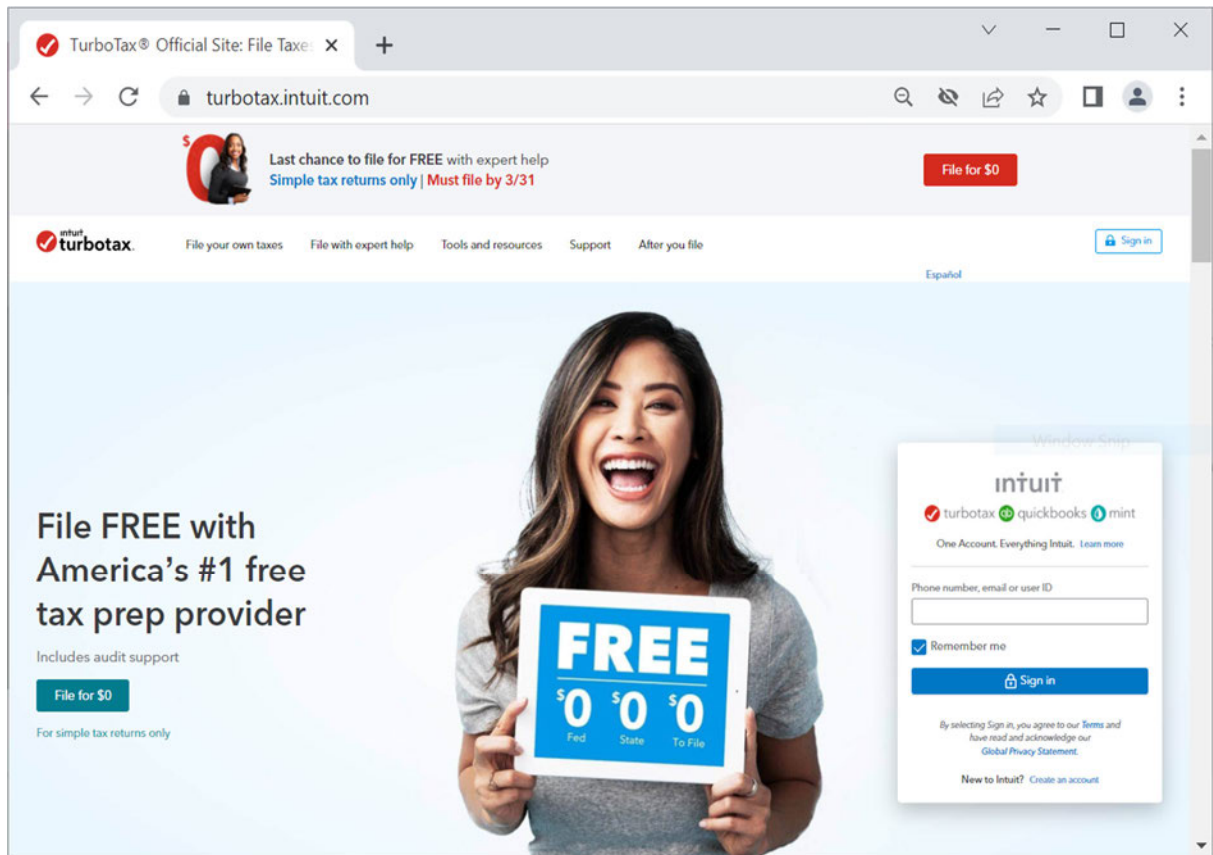 TurboTax® Official Site: File Taxes
turbotax.intuit.com
$0
Last chance to file for FREE with expert help
Simple tax returns only | Must file by 3/31
File for $0
intuit
turbotax.
File your own taxes
File with expert help
Tools and resources
Support
After you file
Sign in
Español
File FREE with
America's #1 free
tax prep provider
Includes audit support
File for $0
For simple tax returns only
FREE
$0 $0 $0
Fed State To File
Window Snip
intuit
turbotax qb quickbooks mint
One Account. Everything Intuit. Learn more
Phone number, email or user ID
Remember me
Sign in
By selecting Sign in, you agree to our Terms and
have read and acknowledge our
Global Privacy Statement.
New to Intuit? Create an account